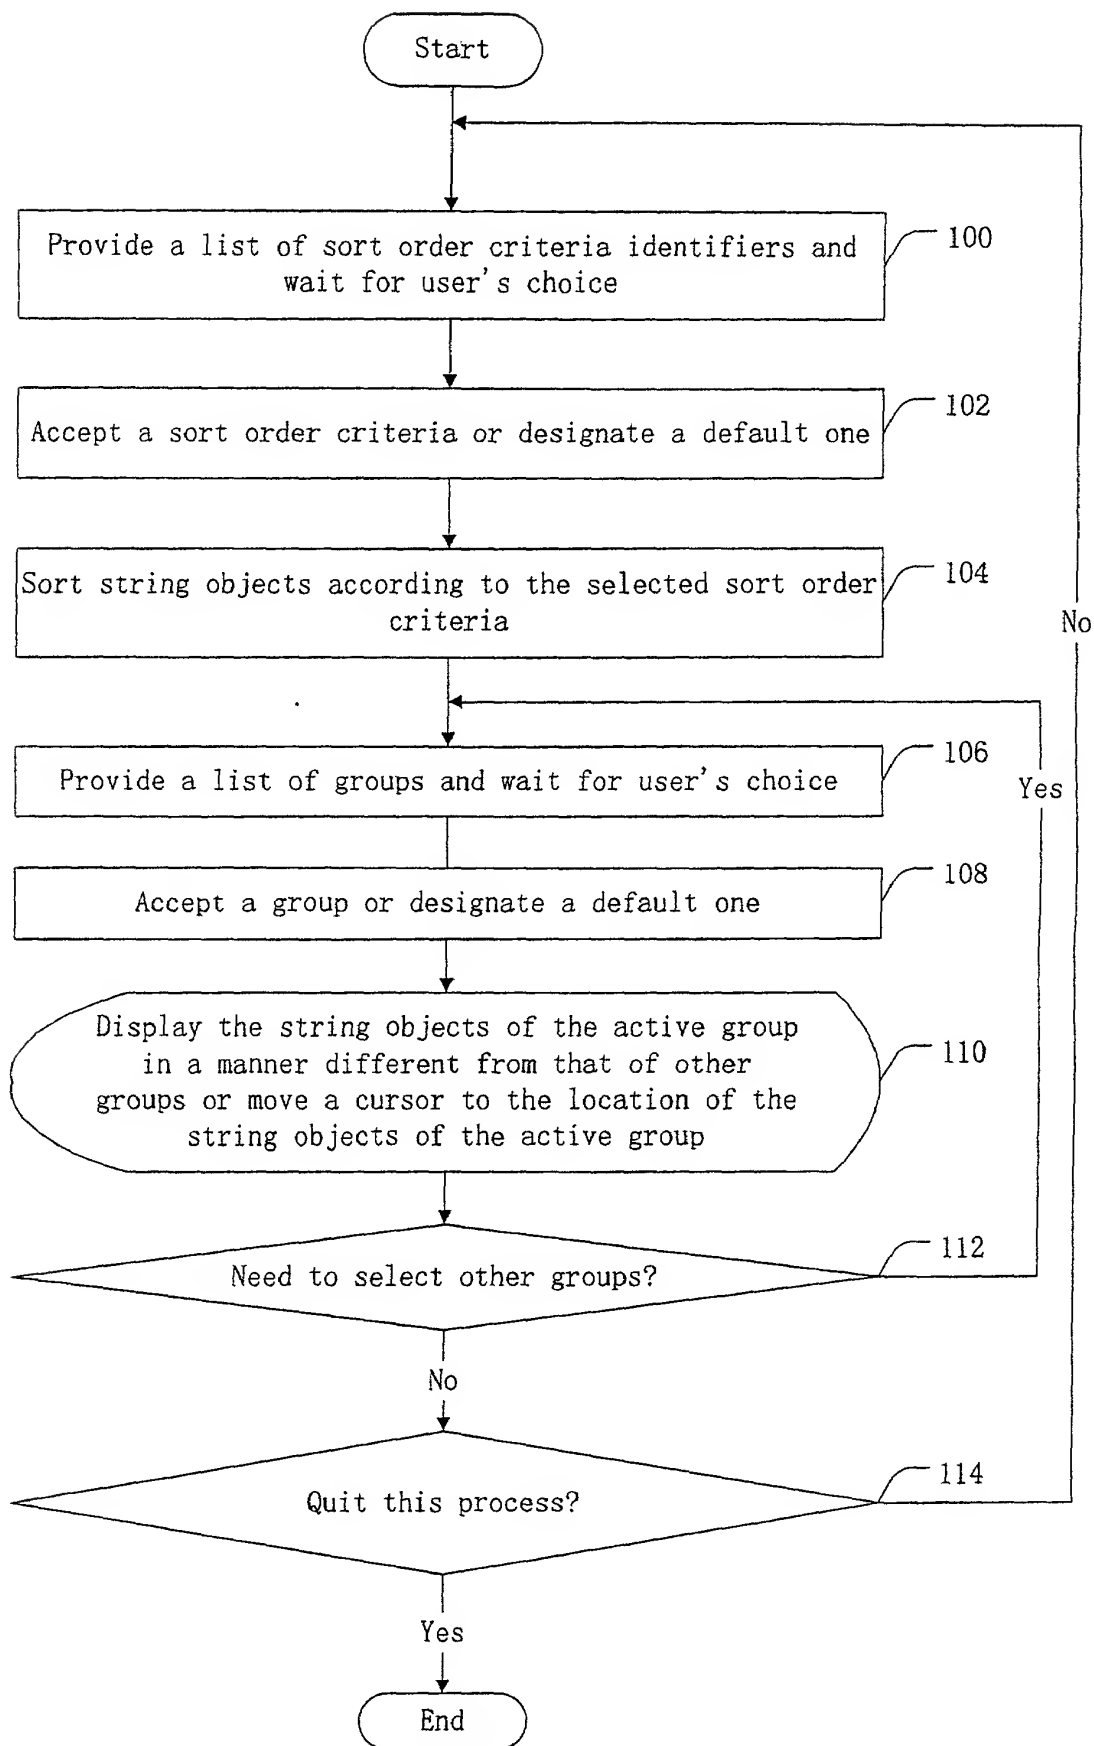 Start
Provide a list of sort order criteria identifiers and
wait for user's choice
100
Accept a sort order criteria or designate a default one
102
Sort string objects according to the selected sort order
criteria
104
No
Provide a list of groups and wait for user's choice
106
Yes
Accept a group or designate a default one
108
Display the string objects of the active group
in a manner different from that of other
groups or move a cursor to the location of the
string objects of the active group
110
Need to select other groups?
112
No
Quit this process?
114
Yes
End